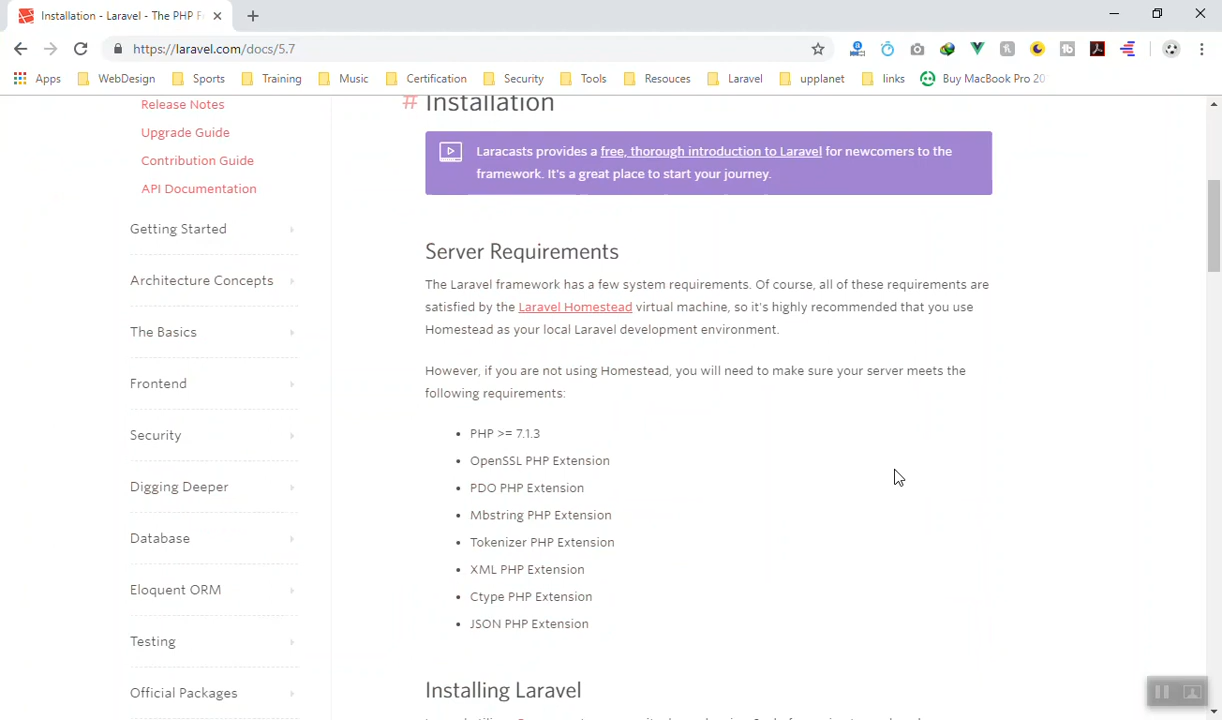 Installation - Laravel - The PHP F
https://laravel.com/docs/5.7
Apps
WebDesign
Sports
Training
Music
Certification
Security
Tools
Resouces
Laravel
upplanet
links
Buy MacBook Pro 20
Release Notes
Upgrade Guide
Contribution Guide
API Documentation
Getting Started
Architecture Concepts
The Basics
Frontend
Security
Digging Deeper
Database
Eloquent ORM
Testing
Official Packages
# Installation
Laracasts provides a free, thorough introduction to Laravel for newcomers to the
framework. It's a great place to start your journey.
Server Requirements
The Laravel framework has a few system requirements. Of course, all of these requirements are
satisfied by the Laravel Homestead virtual machine, so it's highly recommended that you use
Homestead as your local Laravel development environment.
However, if you are not using Homestead, you will need to make sure your server meets the
following requirements:
• PHP >= 7.1.3
• OpenSSL PHP Extension
• PDO PHP Extension
• Mbstring PHP Extension
• Tokenizer PHP Extension
• XML PHP Extension
• Ctype PHP Extension
• JSON PHP Extension
Installing Laravel